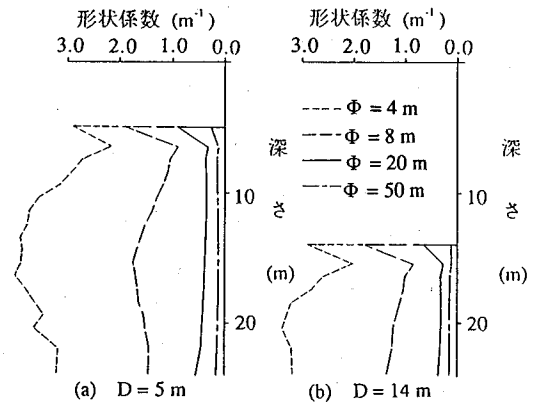 形状係数 (m⁻¹)
3.0 2.0 1.0 0.0
深さ
10
(m)
20
(a) D = 5 m
形状係数 (m⁻¹)
3.0 2.0 1.0 0.0
Φ = 4 m
Φ = 8 m
Φ = 20 m
Φ = 50 m
深さ
10
(m)
20
(b) D = 14 m